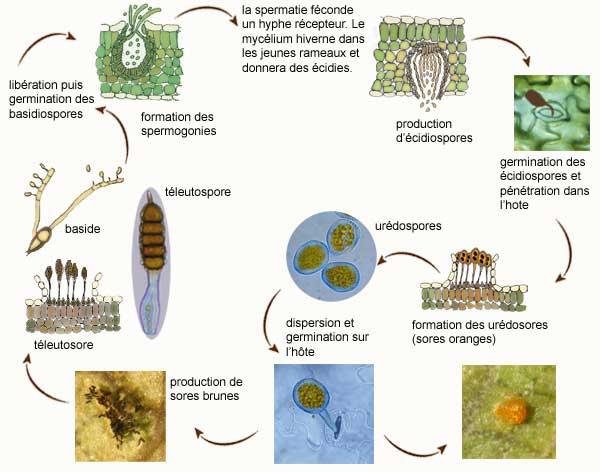 la spermatie féconde
un hyphe récepteur. Le
mycélium hiverne dans
les jeunes rameaux et
donnera des écidies.
libération puis
germination des
basidiospores
formation des
spermogonies
production
d'écidiospores
germination des
écidiospores et
pénétration dans
l'hote
téleutospore
baside
urédospores
formation des urédosores
(sores oranges)
dispersion et
germination sur
l'hôte
téleutosore
production de
sores brunes